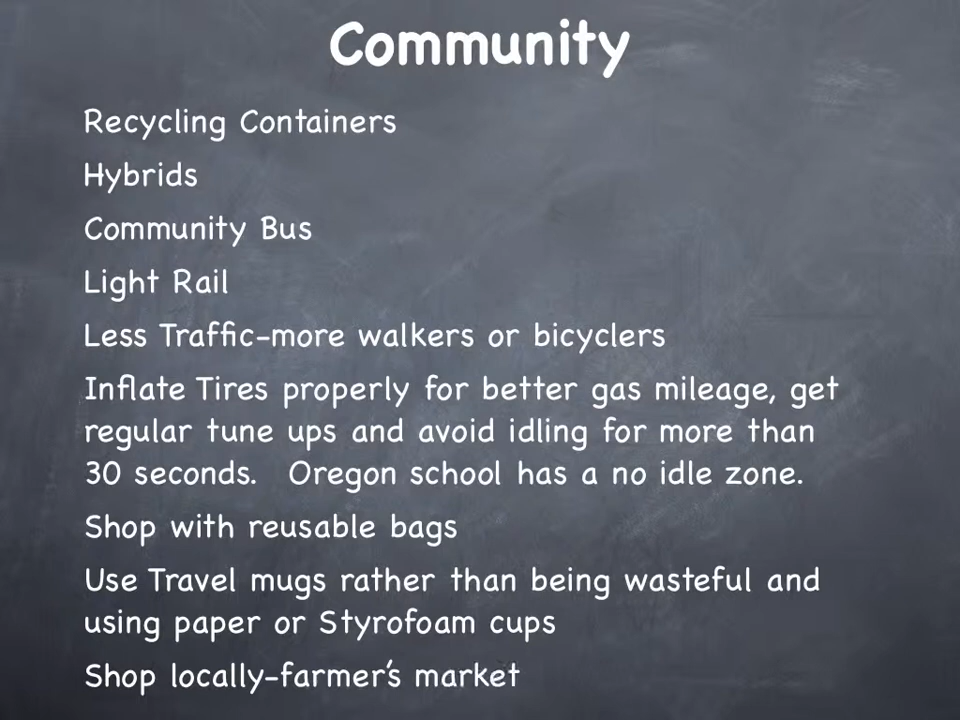 Community
Recycling Containers
Hybrids
Community Bus
Light Rail
Less Traffic-more walkers or bicyclers
Inflate Tires properly for better gas mileage, get
regular tune ups and avoid idling for more than
30 seconds.  Oregon school has a no idle zone.
Shop with reusable bags
Use Travel mugs rather than being wasteful and
using paper or Styrofoam cups
Shop locally-farmer’s market